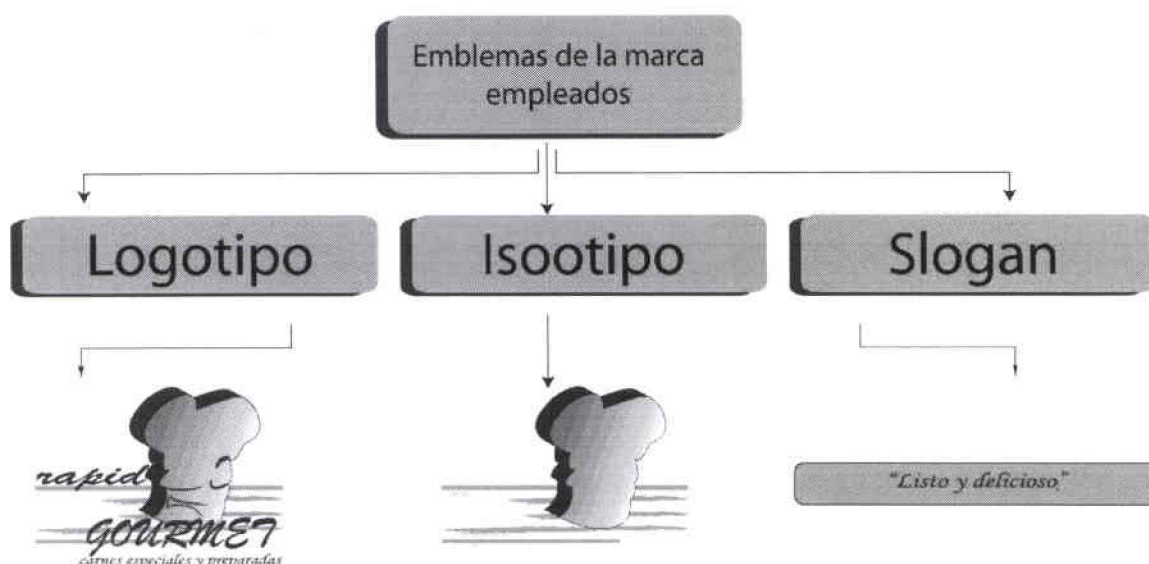 Emblemas de la marca
empleados
Logotipo
Isootipo
Slogan
rapid
GOURMET
carnes especiales y preparadas
"Listo y delicioso"